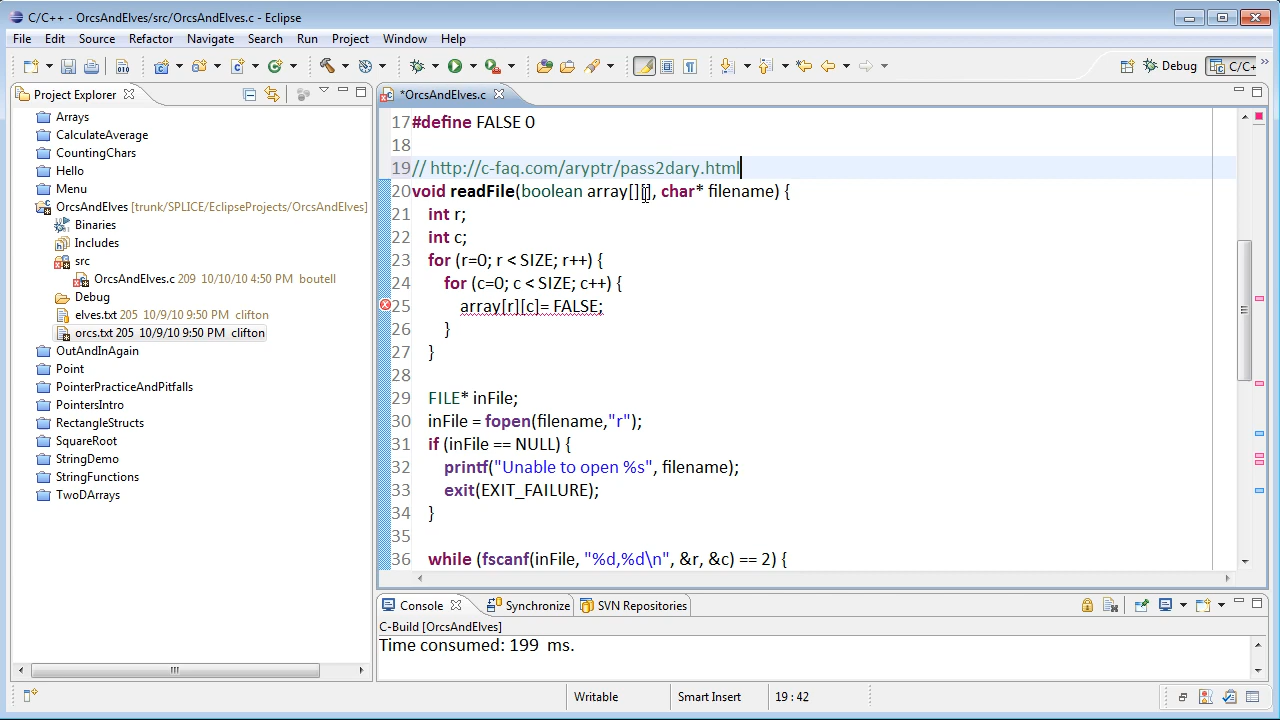 C/C++ - OrcsAndElves/src/OrcsAndElves.c - Eclipse
File Edit Source Refactor Navigate Search Run Project Window Help
Debug C/C+
Project Explorer
*OrcsAndElves.c
Arrays
CalculateAverage
CountingChars
Hello
Menu
OrcsAndElves [trunk/SPLICE/EclipseProjects/OrcsAndElves]
Binaries
Includes
src
OrcsAndElves.c 209 10/10/10 4:50 PM boutell
Debug
elves.txt 205 10/9/10 9:50 PM clifton
orcs.txt 205 10/9/10 9:50 PM clifton
OutAndInAgain
Point
PointerPracticeAndPitfalls
PointersIntro
RectangleStructs
SquareRoot
StringDemo
StringFunctions
TwoDArrays
17 #define FALSE 0
18
19 // http://c-faq.com/aryptr/pass2dary.html
20 void readFile(boolean array[][], char* filename) {
21 int r;
22 int c;
23 for (r=0; r < SIZE; r++) {
24 for (c=0; c < SIZE; c++) {
25 array[r][c]= FALSE;
26 }
27 }
28
29 FILE* inFile;
30 inFile = fopen(filename,"r");
31 if (inFile == NULL) {
32 printf("Unable to open %s", filename);
33 exit(EXIT_FAILURE);
34 }
35
36 while (fscanf(inFile, "%d,%d\n", &r, &c) == 2) {
Console Synchronize SVN Repositories
C-Build [OrcsAndElves]
Time consumed: 199 ms.
Writable Smart Insert 19 : 42